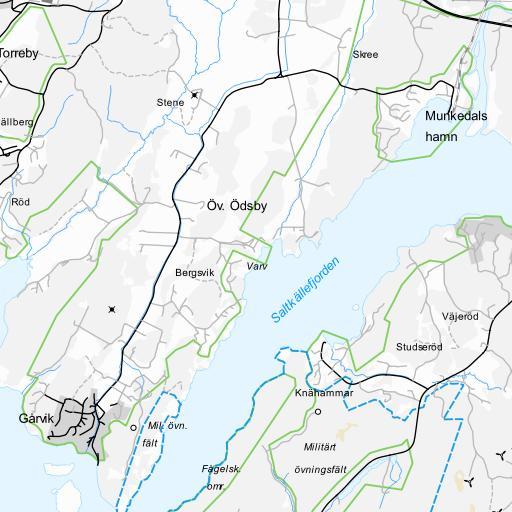 Torreby
Skree
Stene
Munkedals
hamn
ällberg
Röd
Öv. Ödsby
Bergsvik
Varv
Saltkällefjorden
Väjeröd
Studseröd
Knåhammar
Gårvik
Mil. övn.
fält
Militärt
övningsfält
Fågelsk.
omr.